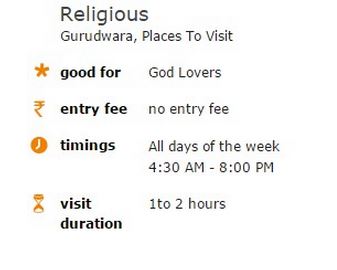 Religious
Gurudwara, Places To Visit
good for God Lovers
₹ entry fee no entry fee
timings All days of the week
4:30 AM - 8:00 PM
visit duration 1to 2 hours